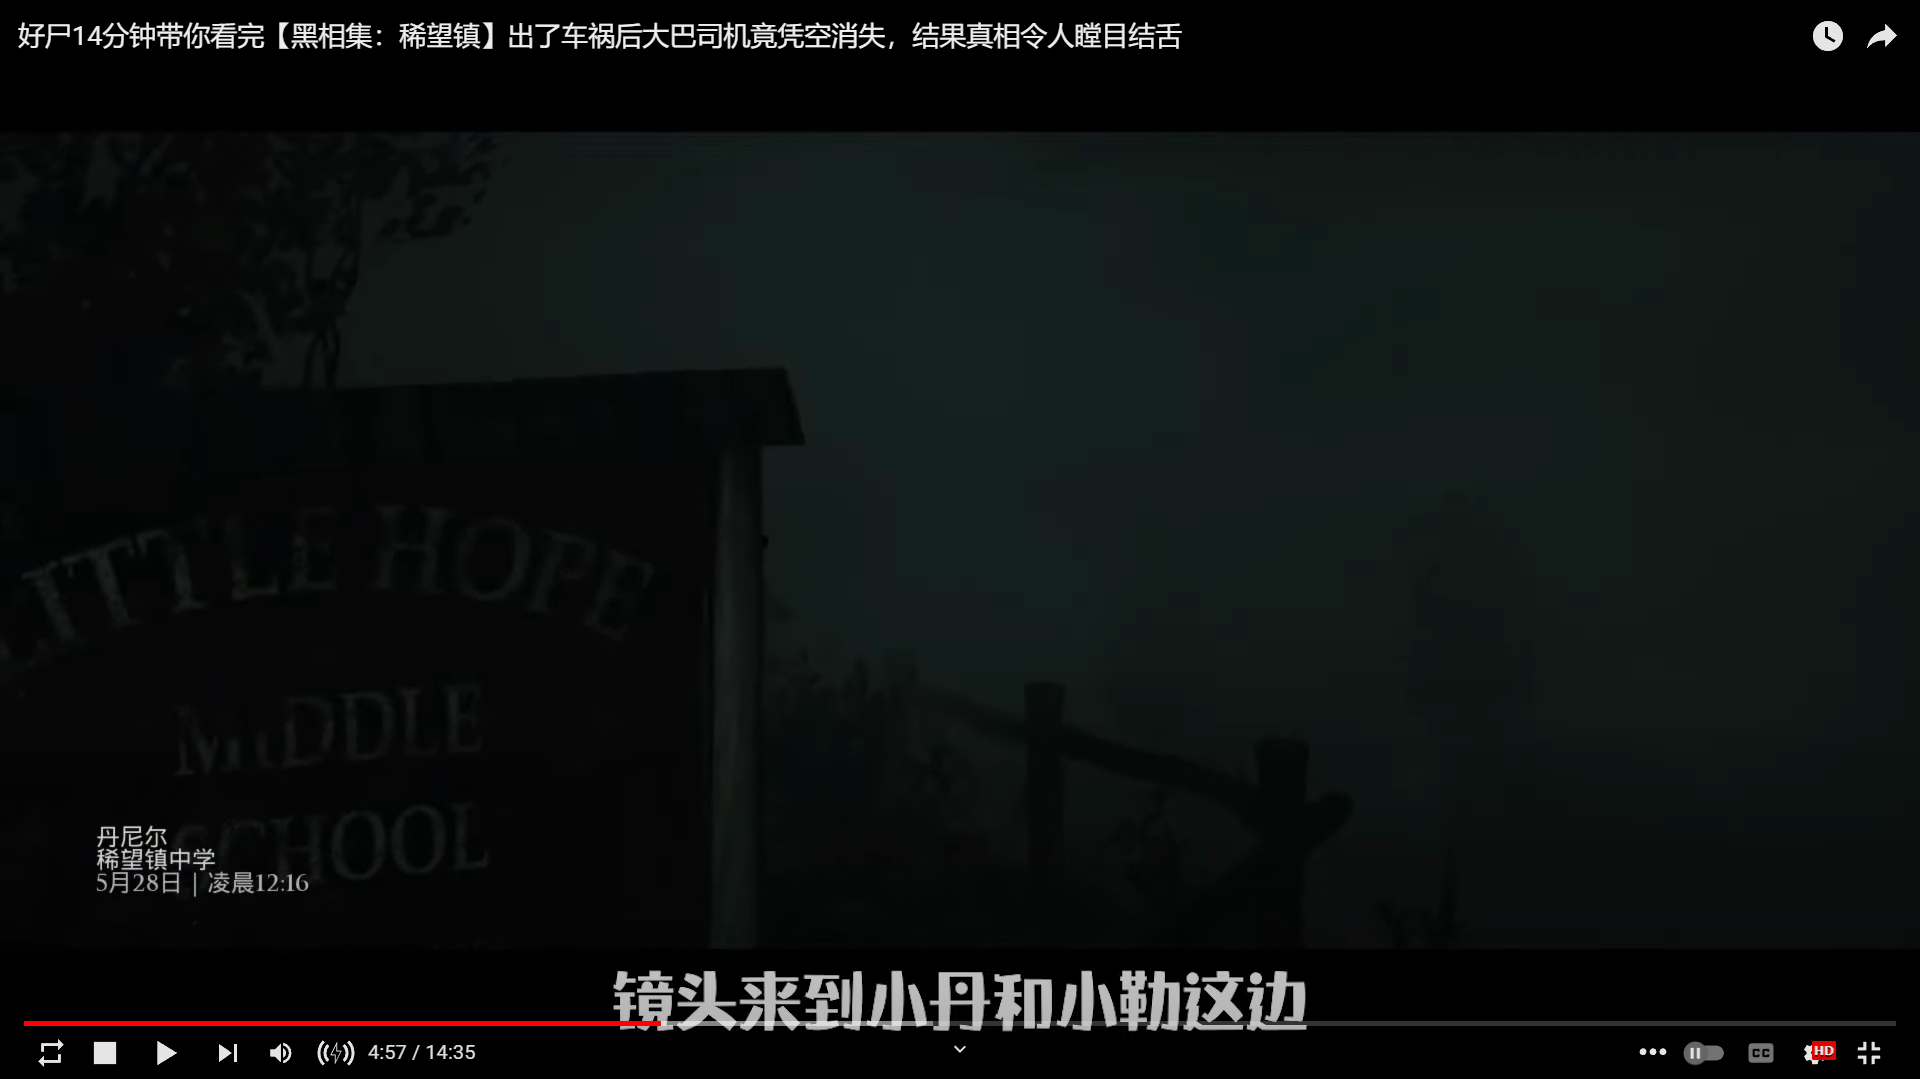 好尸14分钟带你看完【黑相集：稀望镇】出了车祸后大巴司机竟凭空消失，结果真相令人瞠目结舌
LITTLE HOPE
MIDDLE
SCHOOL
丹尼尔
稀望镇中学
5月28日 | 凌晨12:16
镜头来到小丹和小勒这边
4:57 / 14:35
CC
HD